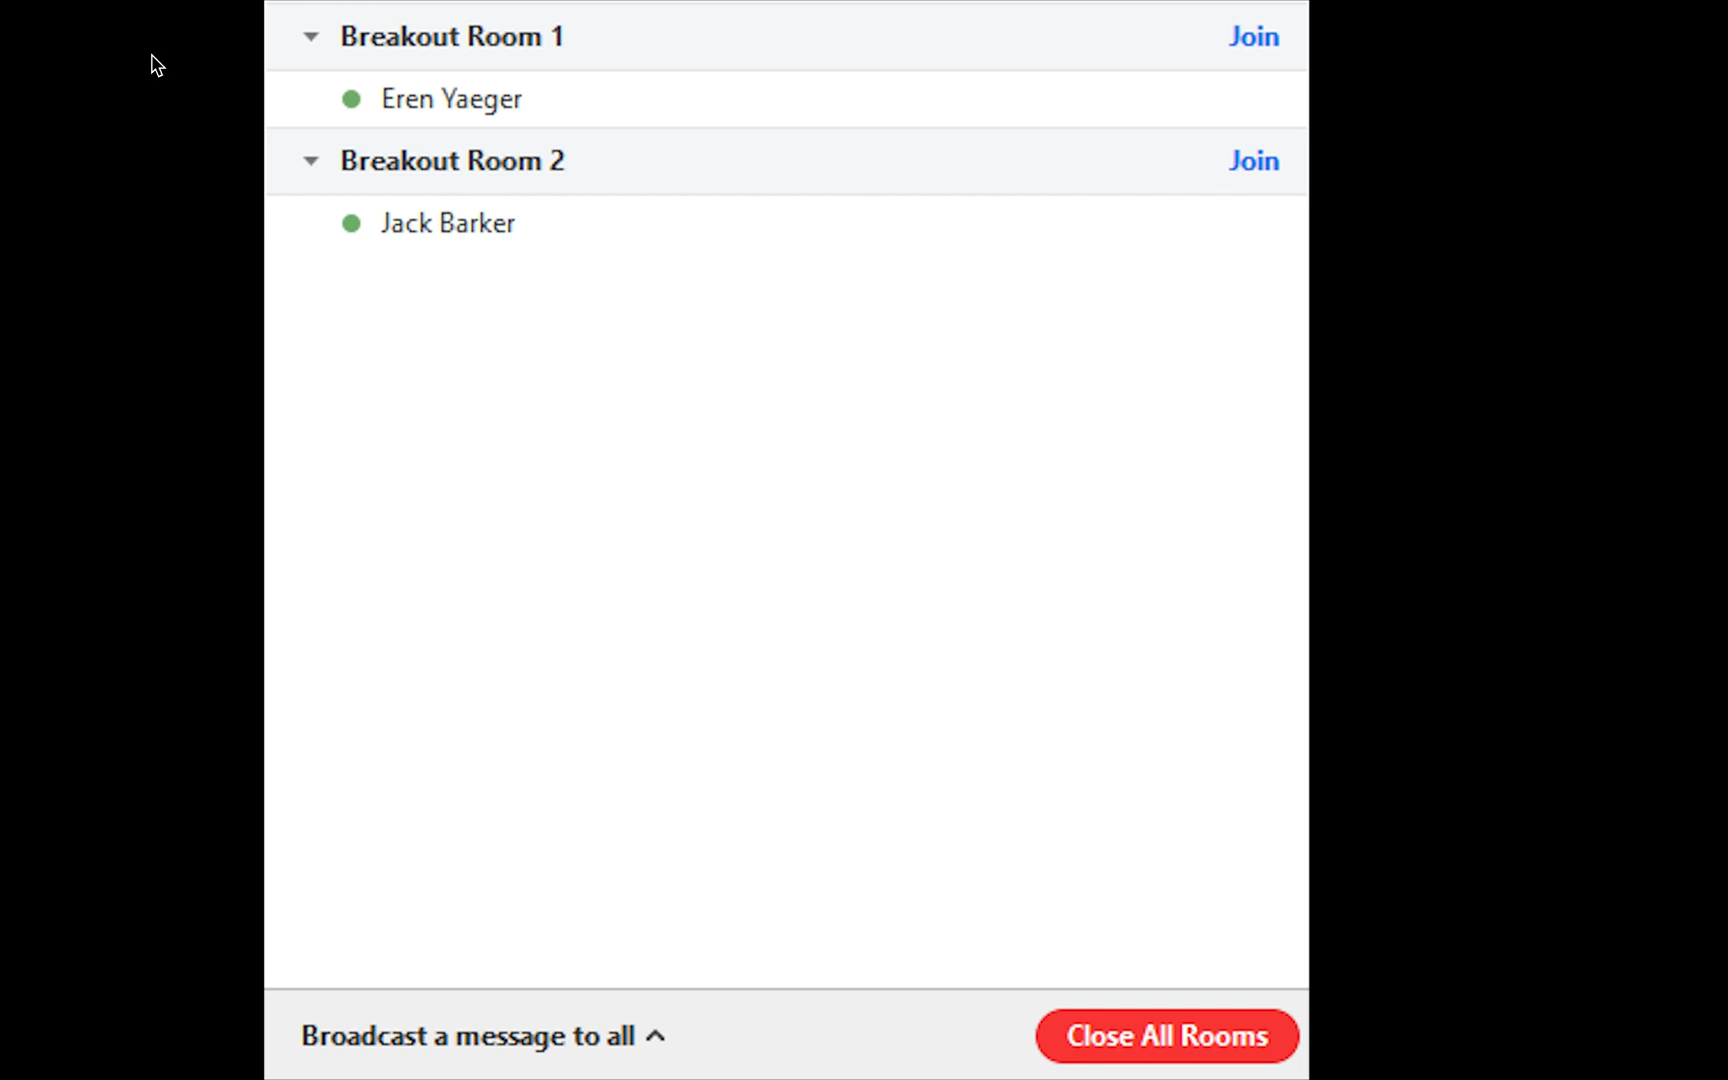 Breakout Room 1 Join
Eren Yaeger
Breakout Room 2 Join
Jack Barker
Broadcast a message to all Close All Rooms